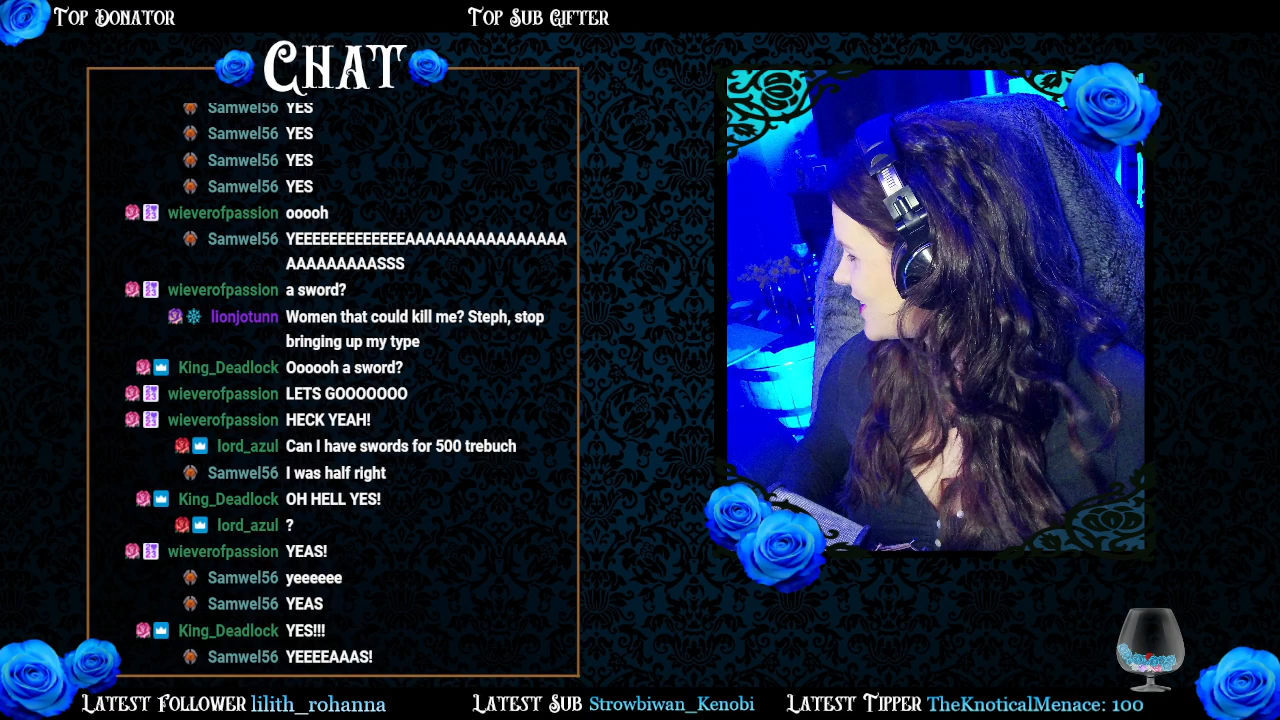 Top Donator
Top Sub Gifter
Chat
Samwel56 YES
Samwel56 YES
Samwel56 YES
Samwel56 YES
wieverofpassion ooooh
Samwel56 YEEEEEEEEEEEEEAAAAAAAAAAAAAAAA
AAAAAAAAAASSS
wieverofpassion a sword?
lionjotunn Women that could kill me? Steph, stop
bringing up my type
King_Deadlock Oooooh a sword?
wieverofpassion LETS GOOOOOOO
wieverofpassion HECK YEAH!
lord_azul Can I have swords for 500 trebuch
Samwel56 I was half right
King_Deadlock OH HELL YES!
lord_azul ?
wieverofpassion YEAS!
Samwel56 yeeeeee
Samwel56 YEAS
King_Deadlock YES!!!
Samwel56 YEEEEAAAS!
Latest Follower lilith_rohanna
Latest Sub Strowbiwan_Kenobi
Latest Tipper TheKnoticalMenace: 100